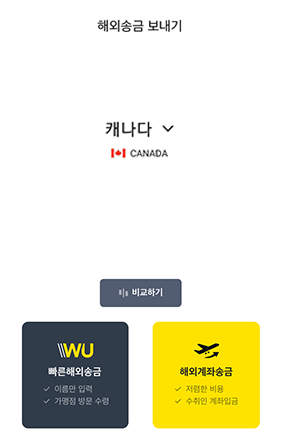 해외송금 보내기
캐나다
CANADA
비교하기
WU
빠른해외송금
이름만 입력
가맹점 방문 수령
해외계좌송금
저렴한 비용
수취인 계좌입금